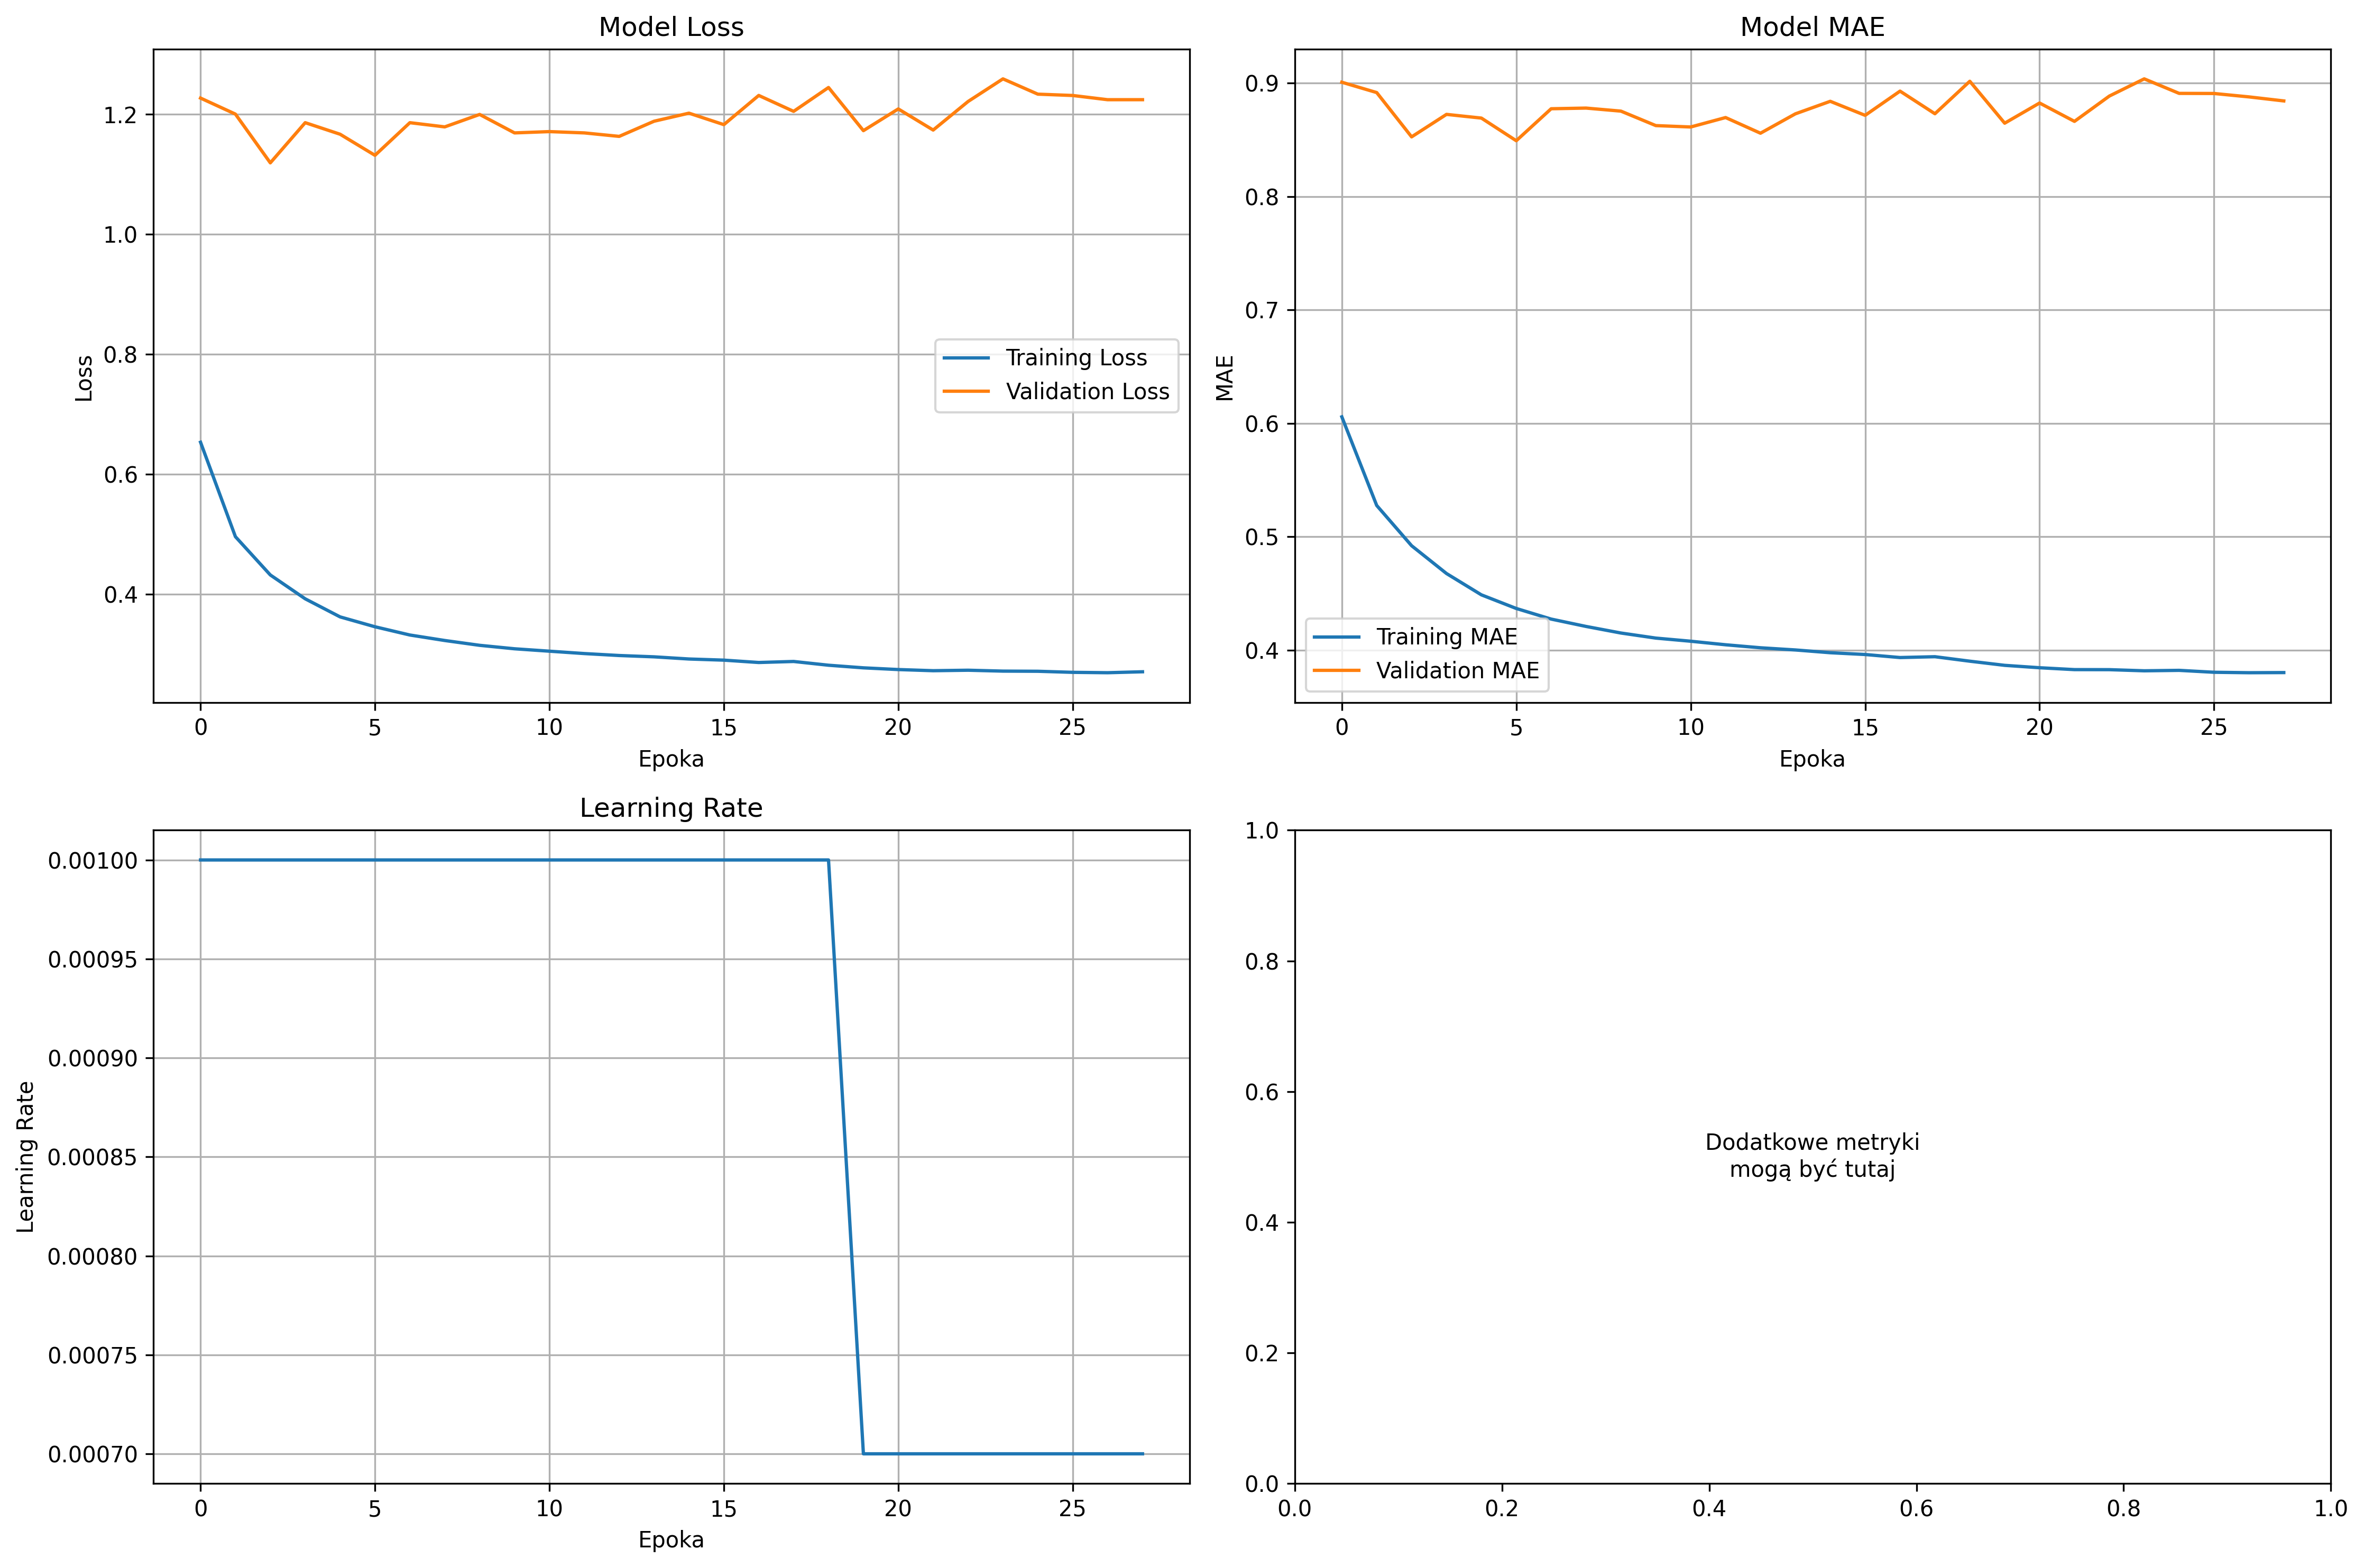 Model Loss
1.2
1.0
0.8
0.6
0.4
Loss
Training Loss
Validation Loss
0 5 10 15 20 25
Epoka
Model MAE
0.9
0.8
0.7
0.6
0.5
0.4
MAE
Training MAE
Validation MAE
0 5 10 15 20 25
Epoka
Learning Rate
0.00100
0.00095
0.00090
0.00085
0.00080
0.00075
0.00070
Learning Rate
0 5 10 15 20 25
Epoka
1.0
0.8
0.6
0.4
0.2
0.0
Dodatkowe metryki
mogą być tutaj
0.0 0.2 0.4 0.6 0.8 1.0